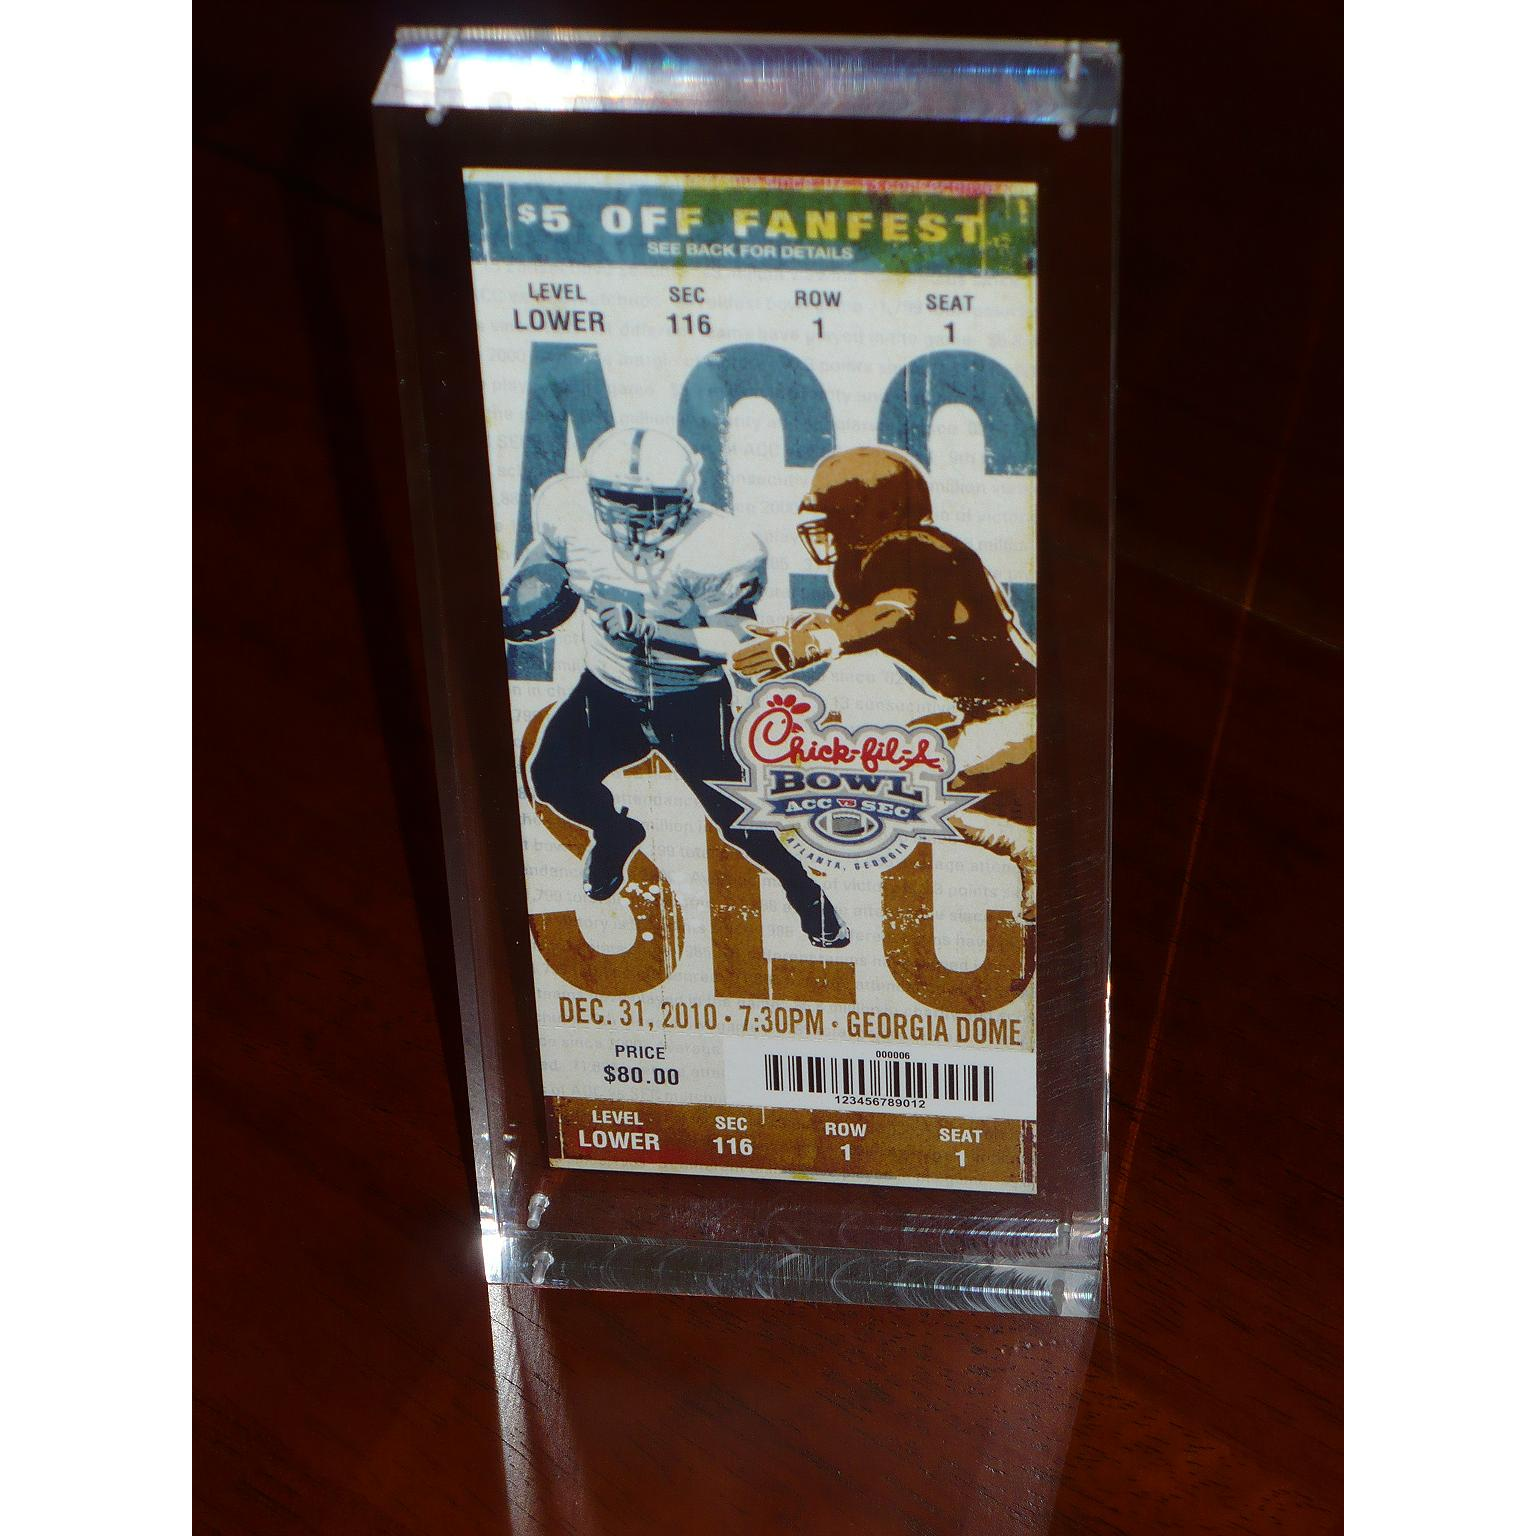 $5 OFF FANFEST
SEE BACK FOR DETAILS
LEVEL SEC ROW SEAT
LOWER 116 1 1
ACC
Chick-fil-A
BOWL
ACC VS SEC
ATLANTA, GEORGIA
SEC
DEC. 31, 2010 • 7:30PM • GEORGIA DOME
PRICE
$80.00
000006
123456789012
LEVEL SEC ROW SEAT
LOWER 116 1 1